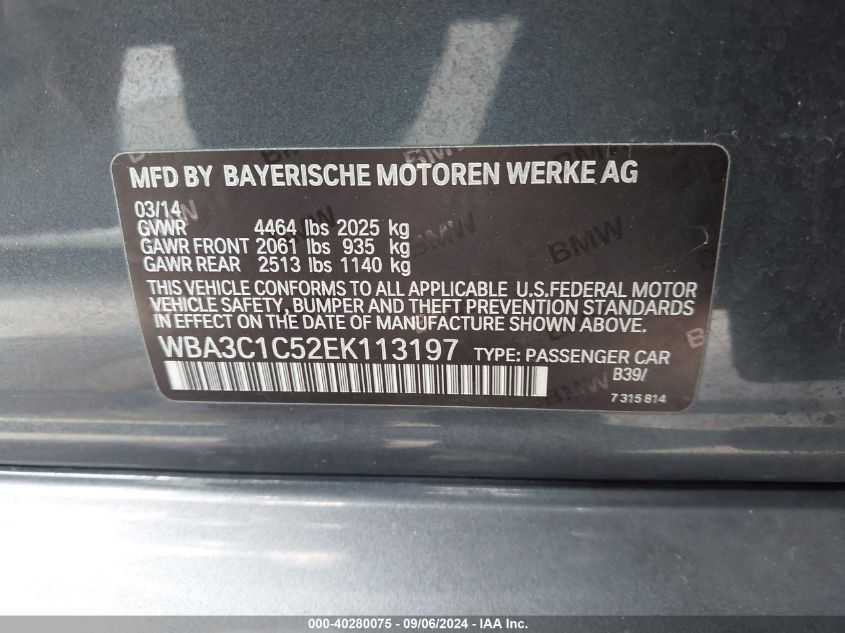 MFD BY BAYERISCHE MOTOREN WERKE AG
03/14
GVWR 4464 lbs 2025 kg
GAWR FRONT 2061 lbs 935 kg
GAWR REAR 2513 lbs 1140 kg
THIS VEHICLE CONFORMS TO ALL APPLICABLE U.S.FEDERAL MOTOR
VEHICLE SAFETY, BUMPER AND THEFT PREVENTION STANDARDS
IN EFFECT ON THE DATE OF MANUFACTURE SHOWN ABOVE.
WBA3C1C52EK113197 TYPE: PASSENGER CAR
B39/
7 315 814
000-40280075 - 09/06/2024 - IAA Inc.